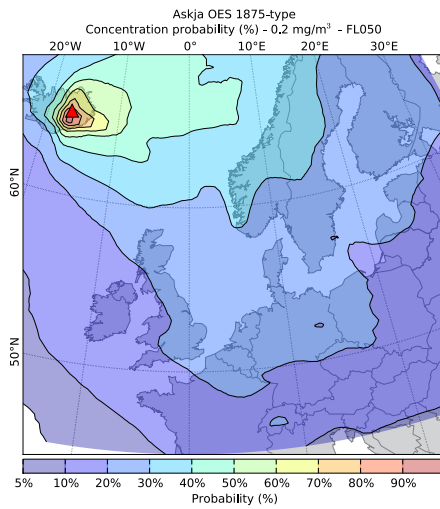 Askja OES 1875-type
Concentration probability (%) - 0.2 mg/m³ - FL050
20°W 10°W 0° 10°E 20°E 30°E
60°N
50°N
5% 10% 20% 30% 40% 50% 60% 70% 80% 90%
Probability (%)